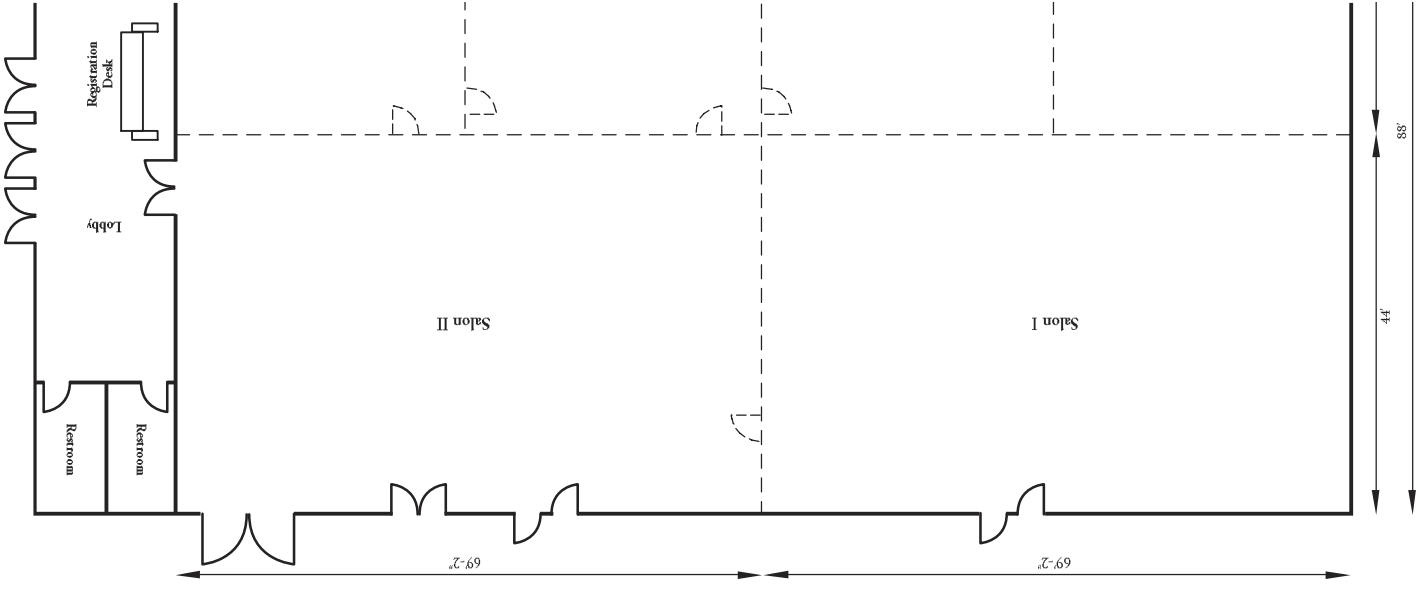 Registration
Desk
88'
Lobby
44'
Salon II
Salon I
Restroom
Restroom
69'-2"
69'-2"